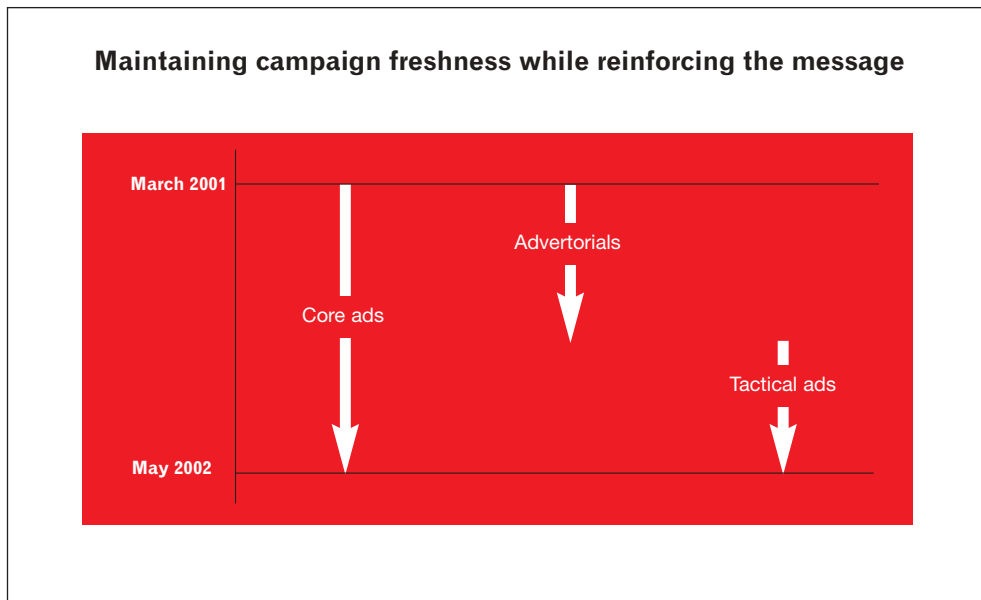 Maintaining campaign freshness while reinforcing the message
March 2001
Advertorials
Core ads
Tactical ads
May 2002